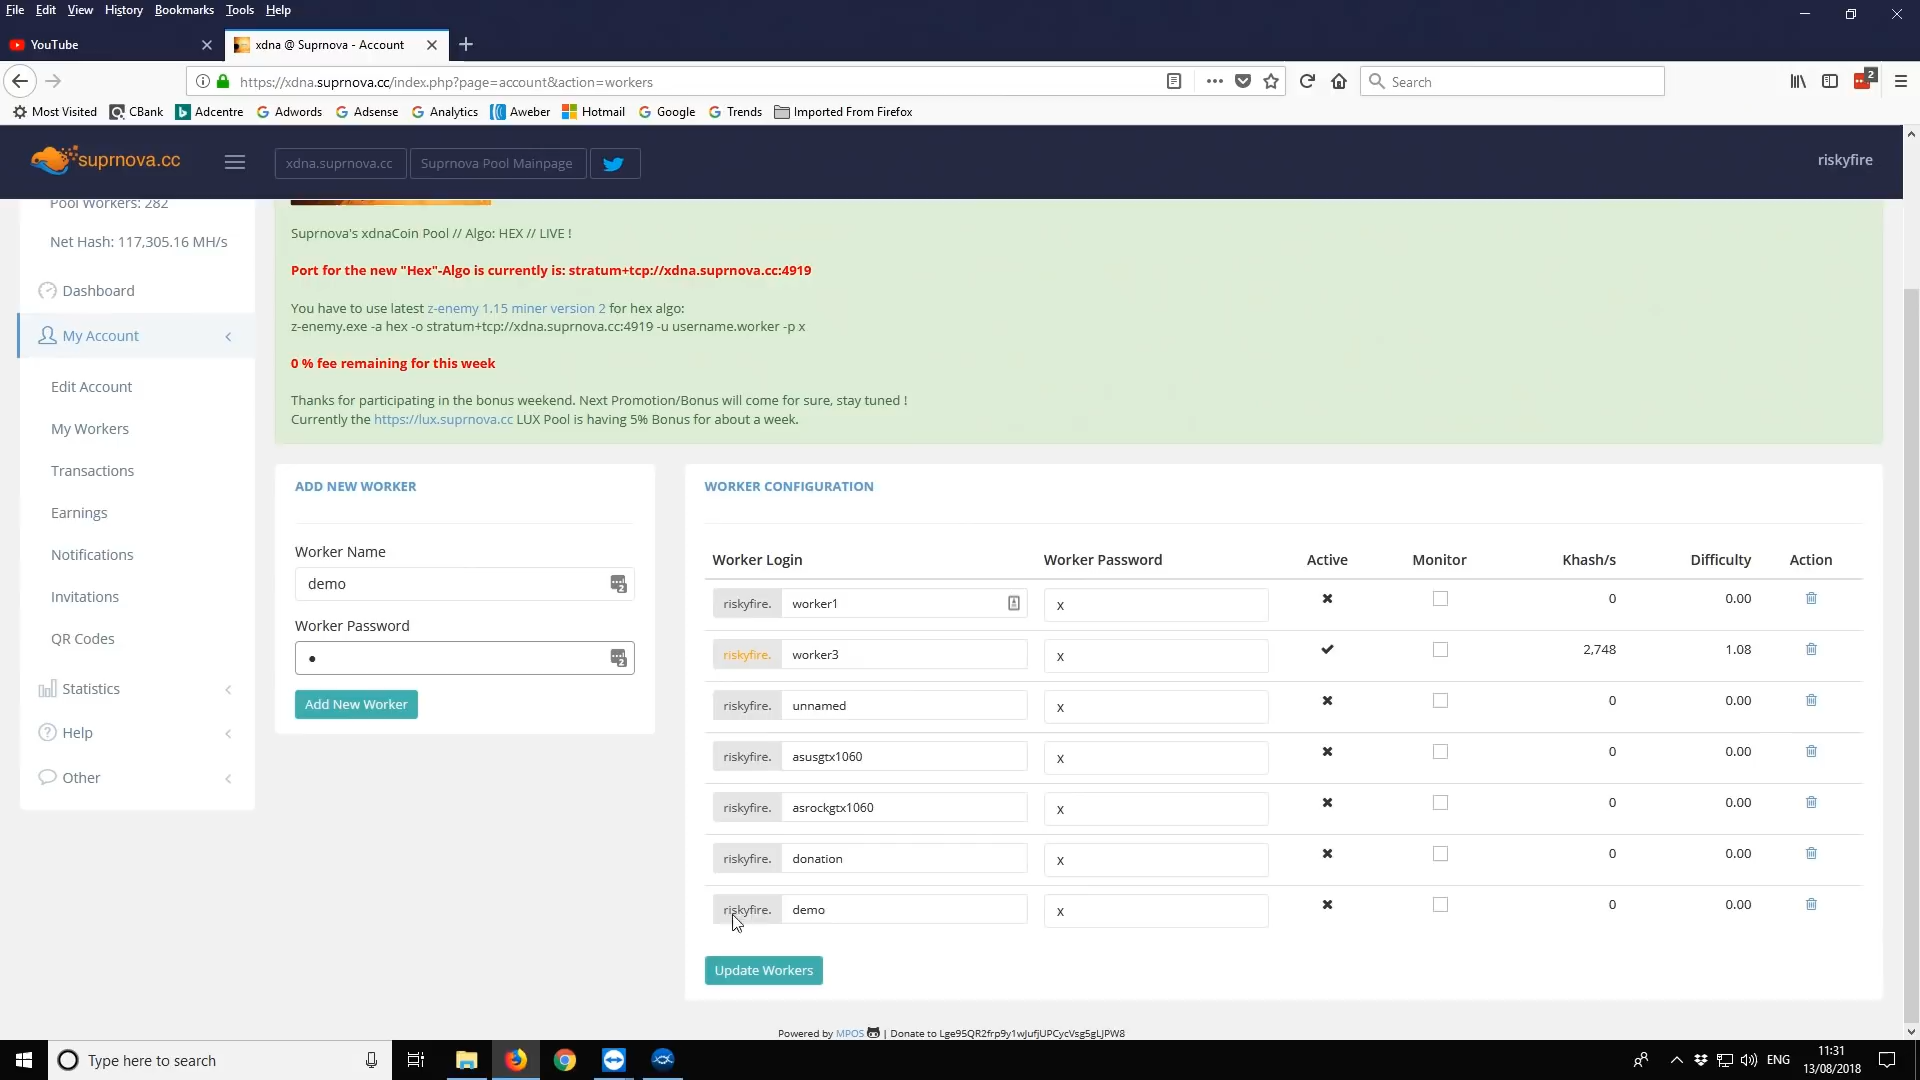 File Edit View History Bookmarks Tools Help
YouTube
xdna @ Suprnova - Account
https://xdna.suprnova.cc/index.php?page=account&action=workers
Search
2
Most Visited CBank Adcentre Adwords Adsense Analytics Aweber Hotmail Google Trends Imported From Firefox
suprnova.cc
xdna.suprnova.cc
Suprnova Pool Mainpage
riskyfire
Pool Workers: 282
Net Hash: 117,305.16 MH/s
Dashboard
My Account
Edit Account
My Workers
Transactions
Earnings
Notifications
Invitations
QR Codes
Statistics
Help
Other
Suprnova's xdnaCoin Pool // Algo: HEX // LIVE !
Port for the new "Hex"-Algo is currently is: stratum+tcp://xdna.suprnova.cc:4919
You have to use latest z-enemy 1.15 miner version 2 for hex algo:
z-enemy.exe -a hex -o stratum+tcp://xdna.suprnova.cc:4919 -u username.worker -p x
0 % fee remaining for this week
Thanks for participating in the bonus weekend. Next Promotion/Bonus will come for sure, stay tuned !
Currently the https://lux.suprnova.cc LUX Pool is having 5% Bonus for about a week.
ADD NEW WORKER
Worker Name
demo
2
Worker Password
2
Add New Worker
WORKER CONFIGURATION
Worker Login Worker Password Active Monitor Khash/s Difficulty Action
riskyfire. worker1 x 0 0.00
riskyfire. worker3 x 2,748 1.08
riskyfire. unnamed x 0 0.00
riskyfire. asusgtx1060 x 0 0.00
riskyfire. asrockgtx1060 x 0 0.00
riskyfire. donation x 0 0.00
riskyfire. demo x 0 0.00
Update Workers
Powered by MPOS | Donate to Lge95QR2frp9y1wJufjUPCycVsg5gLJPW8
Type here to search
ENG
11:31
13/08/2018